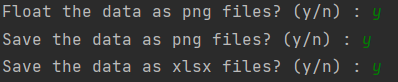 Float the data as png files? (y/n) : y
Save the data as png files? (y/n) : y
Save the data as xlsx files? (y/n) : y